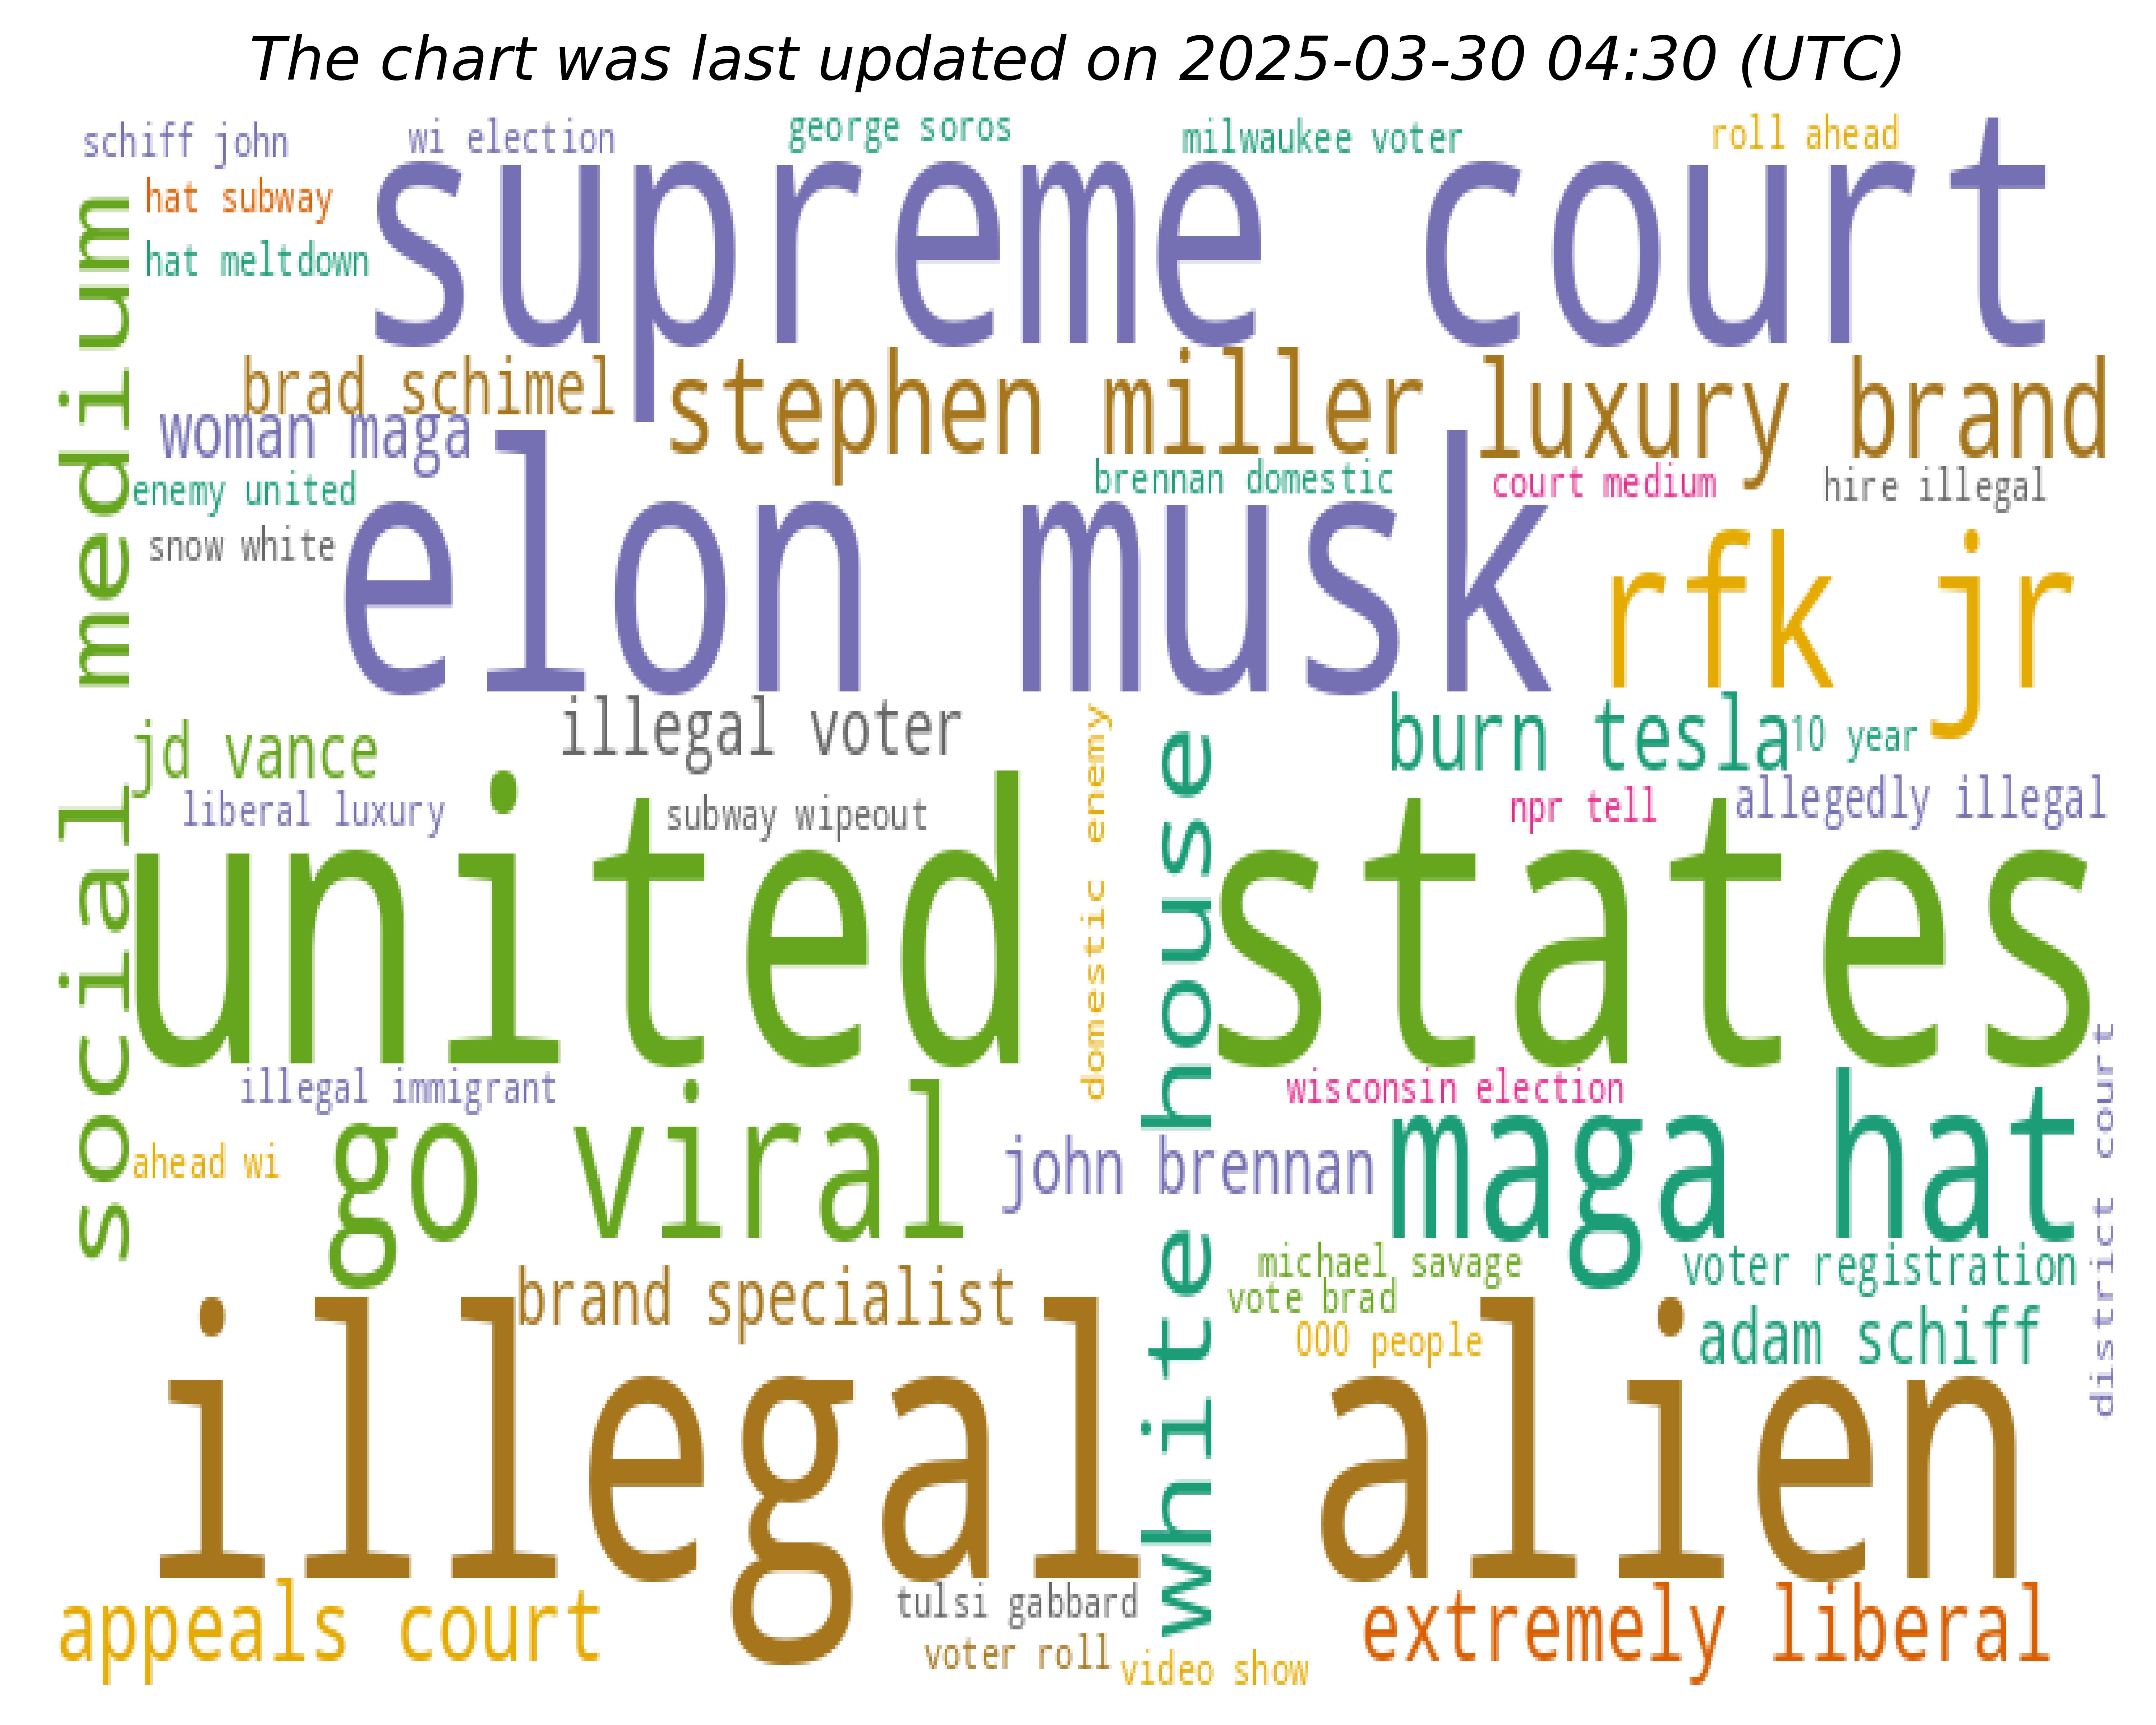 The chart was last updated on 2025-03-30 04:30 (UTC)
schiff john
wi election
george soros
milwaukee voter
roll ahead
hat subway
hat meltdown
supreme court
social medium
brad schimel
stephen miller
luxury brand
woman maga
enemy united
brennan domestic
court medium
hire illegal
snow white
elon musk
rfk jr
jd vance
illegal voter
burn tesla
10 year
liberal luxury
subway wipeout
domestic enemy
white house
npr tell
allegedly illegal
united states
illegal immigrant
wisconsin election
district court
ahead wi
go viral
john brennan
maga hat
michael savage
voter registration
brand specialist
vote brad
000 people
adam schiff
illegal alien
appeals court
tulsi gabbard
extremely liberal
voter roll
video show